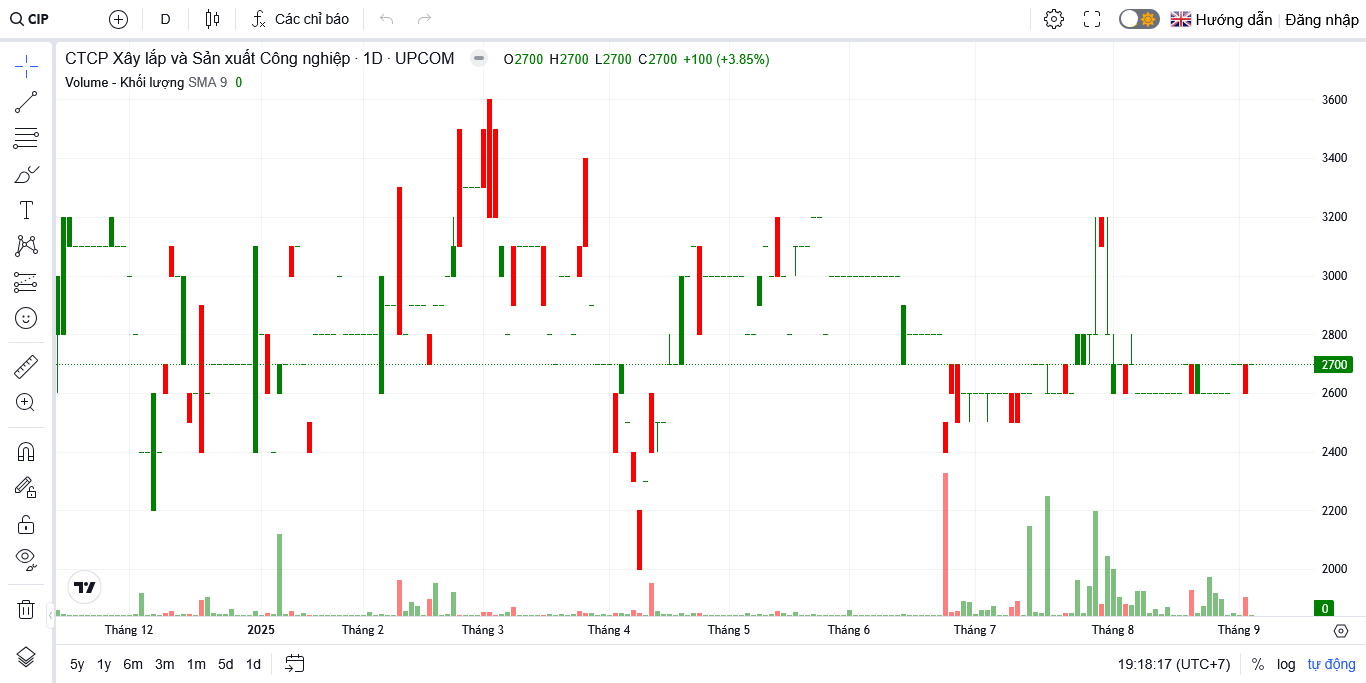 CIP D Các chỉ báo Hướng dẫn Đăng nhập
CTCP Xây lắp và Sản xuất Công nghiệp · 1D · UPCOM O2700 H2700 L2700 C2700 +100 (+3.85%)
Volume - Khối lượng SMA 9 0
3600
3400
3200
3000
2800
2700
2600
2400
2200
2000
0
Tháng 12 2025 Tháng 2 Tháng 3 Tháng 4 Tháng 5 Tháng 6 Tháng 7 Tháng 8 Tháng 9
5y 1y 6m 3m 1m 5d 1d 19:18:17 (UTC+7) % log tự động